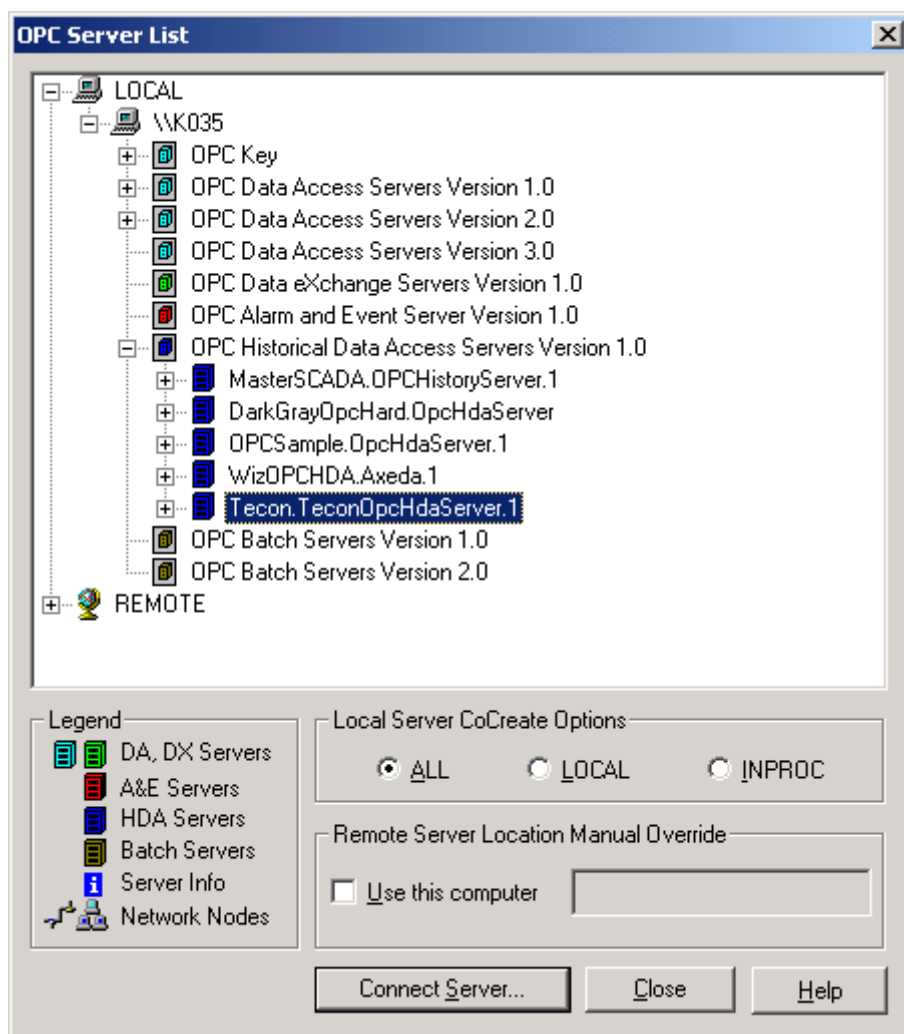 OPC Server List
LOCAL
\\K035
OPC Key
OPC Data Access Servers Version 1.0
OPC Data Access Servers Version 2.0
OPC Data Access Servers Version 3.0
OPC Data eXchange Servers Version 1.0
OPC Alarm and Event Server Version 1.0
OPC Historical Data Access Servers Version 1.0
MasterSCADA.OPCHistoryServer.1
DarkGrayOpcHard.OpcHdaServer
OPCSample.OpcHdaServer.1
WizOPCHDA.Axeda.1
Tecon.TeconOpcHdaServer.1
OPC Batch Servers Version 1.0
OPC Batch Servers Version 2.0
REMOTE
Legend
DA, DX Servers
A&E Servers
HDA Servers
Batch Servers
Server Info
Network Nodes
Local Server CoCreate Options
ALL LOCAL INPROC
Remote Server Location Manual Override
Use this computer
Connect Server... Close Help